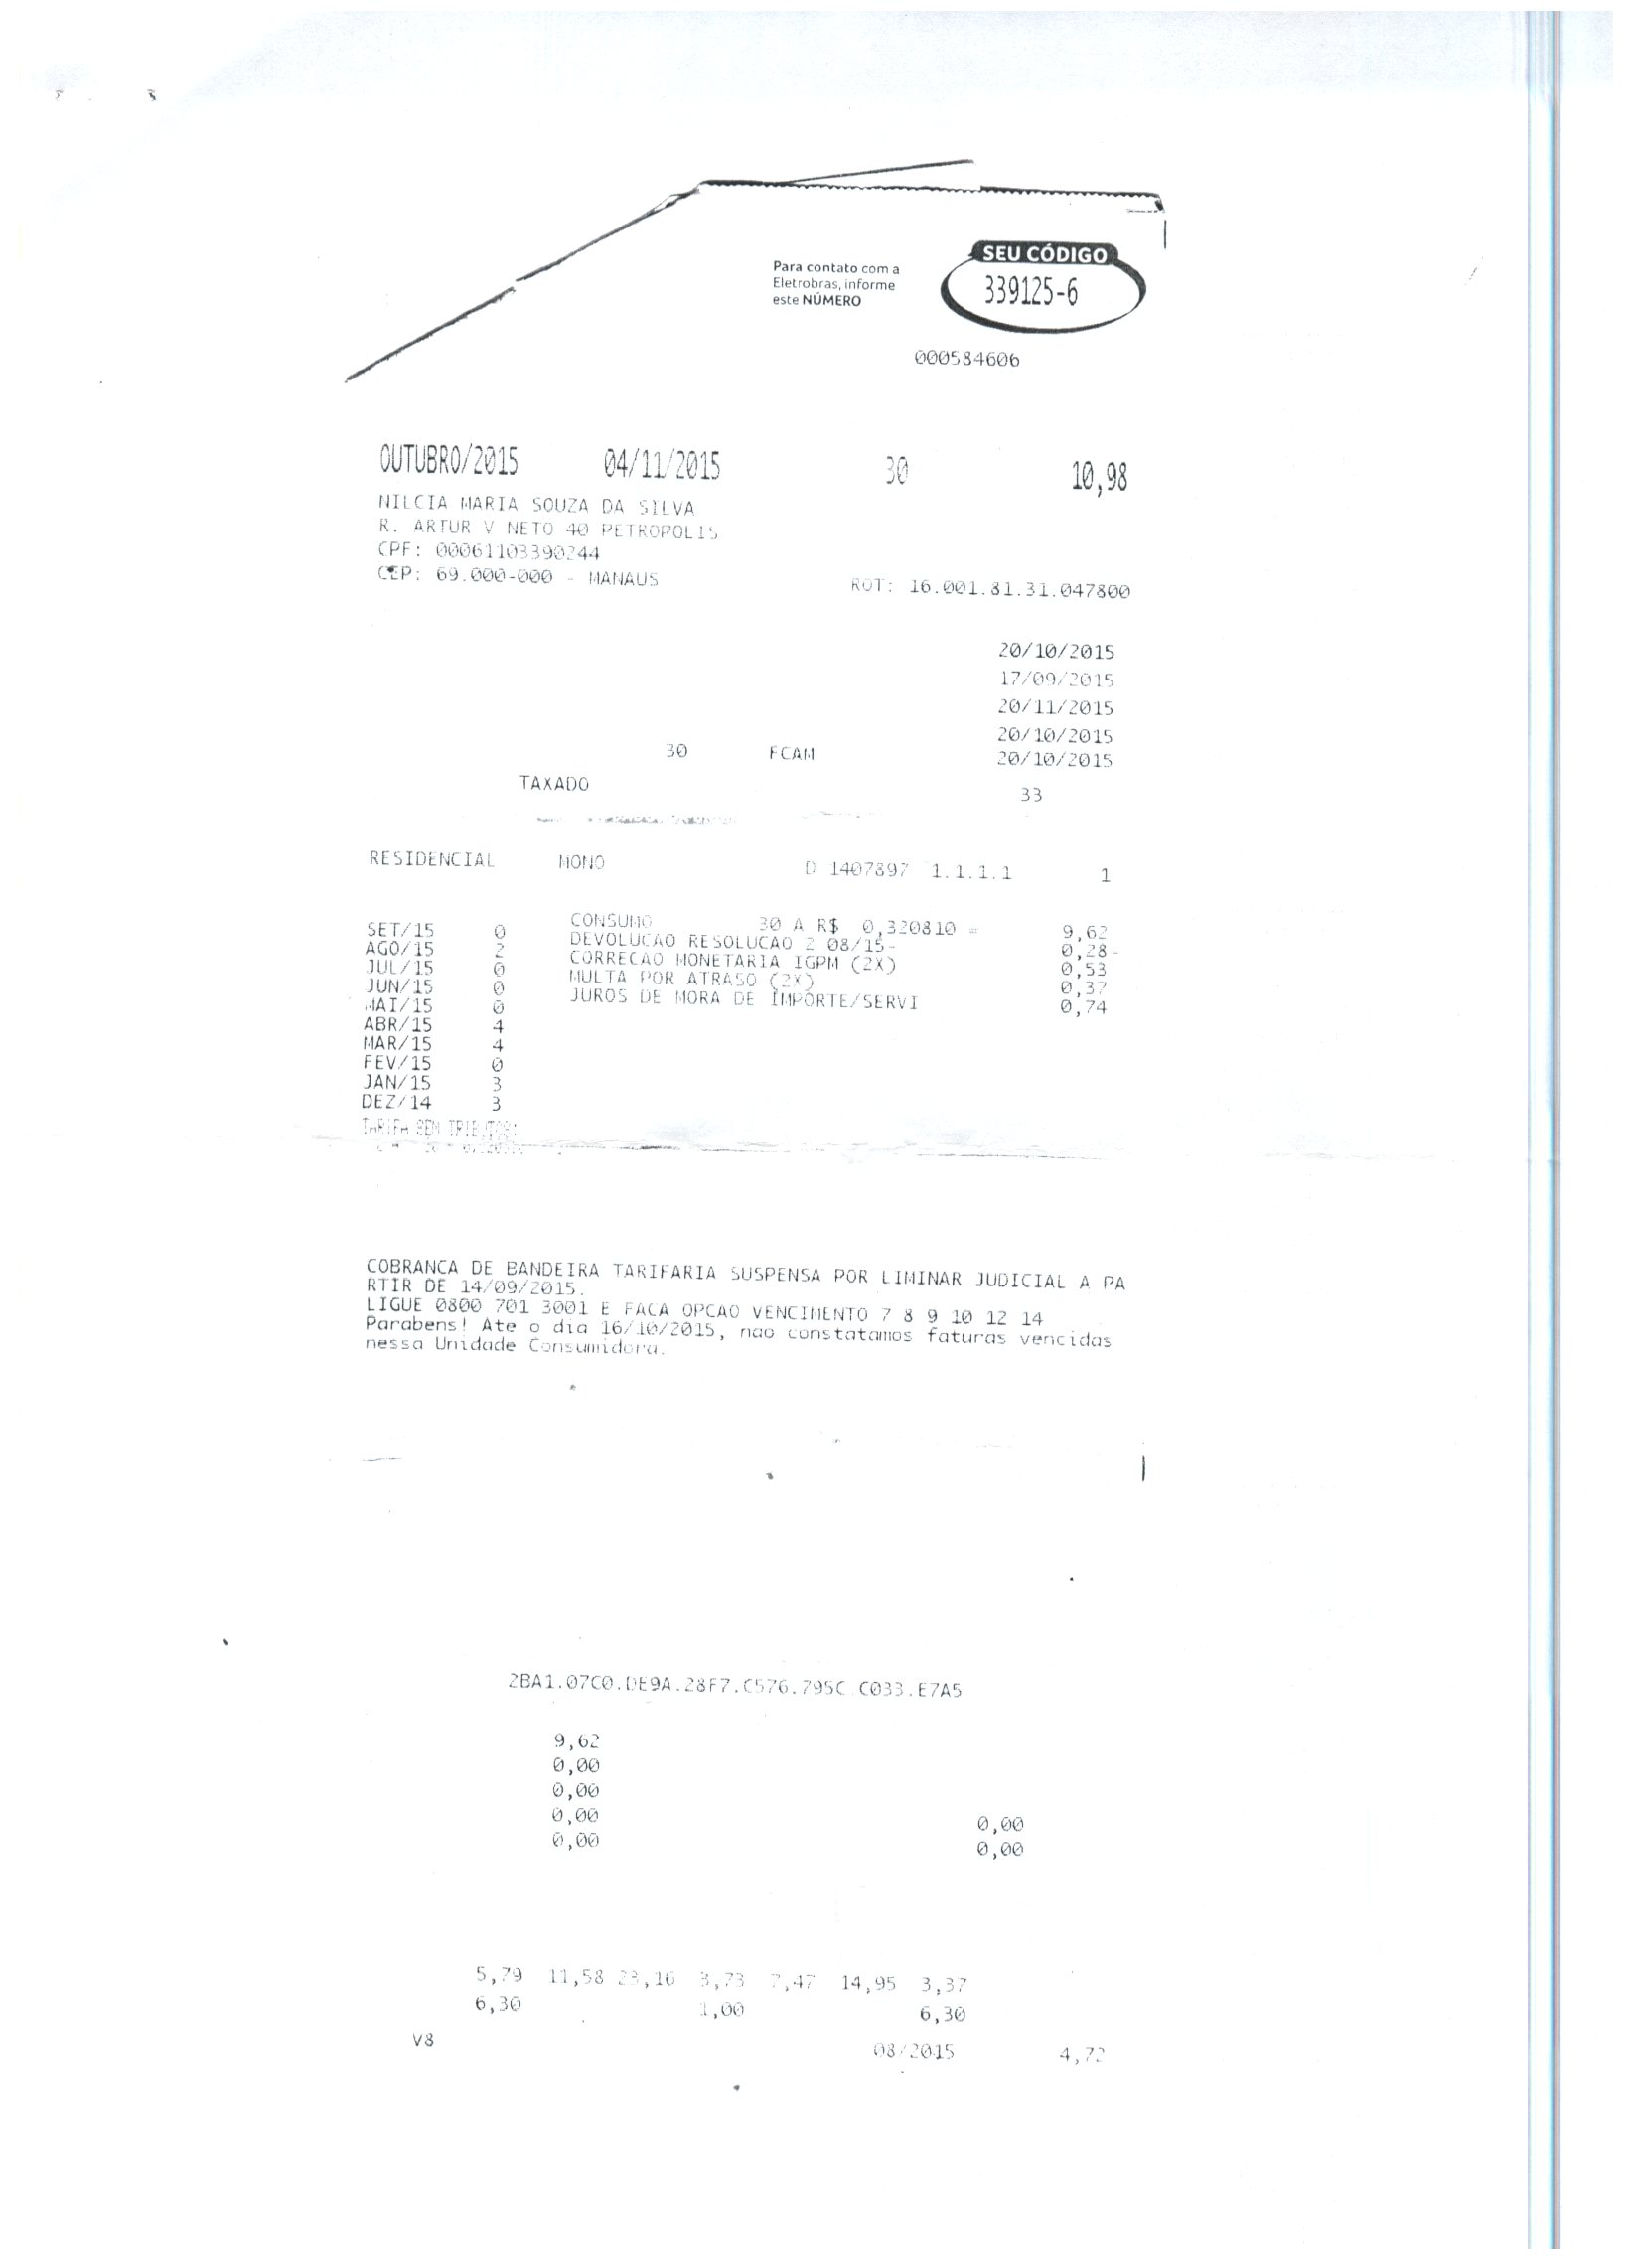 Para contato com a
Eletrobras, informe
este NÚMERO
SEU CÓDIGO
339125-6
000584606
OUTUBRO/2015 04/11/2015 30 10,98
NILCIA MARIA SOUZA DA SILVA
R. ARTUR V NETO 40 PETROPOLIS
CPF: 00061103390244
CEP: 69.000-000 - MANAUS ROT: 16.001.81.31.047800
20/10/2015
17/09/2015
20/11/2015
20/10/2015
30 FCAM 20/10/2015
TAXADO 33
RESIDENCIAL MONO D 1407897 1.1.1.1 1
SET/15 0 CONSUMO 30 A R$ 0,320810 = 9,62
AGO/15 2 DEVOLUCAO RESOLUCAO 2 08/15- 0,28-
JUL/15 0 CORRECAO MONETARIA IGPM (2X) 0,53
JUN/15 0 MULTA POR ATRASO (2X) 0,37
MAI/15 0 JUROS DE MORA DE IMPORTE/SERVI 0,74
ABR/15 4
MAR/15 4
FEV/15 0
JAN/15 3
DEZ/14 3
TARIFA SEM TRIBUTOS:
COBRANCA DE BANDEIRA TARIFARIA SUSPENSA POR LIMINAR JUDICIAL A PA
RTIR DE 14/09/2015.
LIGUE 0800 701 3001 E FACA OPCAO VENCIMENTO 7 8 9 10 12 14
Parabens! Ate o dia 16/10/2015, nao constatamos faturas vencidas
nessa Unidade Consumidora.
2BA1.07C0.DE9A.28F7.C576.795C.C033.E7A5
9,62
0,00
0,00
0,00 0,00
0,00 0,00
5,79 11,58 23,16 3,73 7,47 14,95 3,37
6,30 1,00 6,30
V8 08/2015 4,72